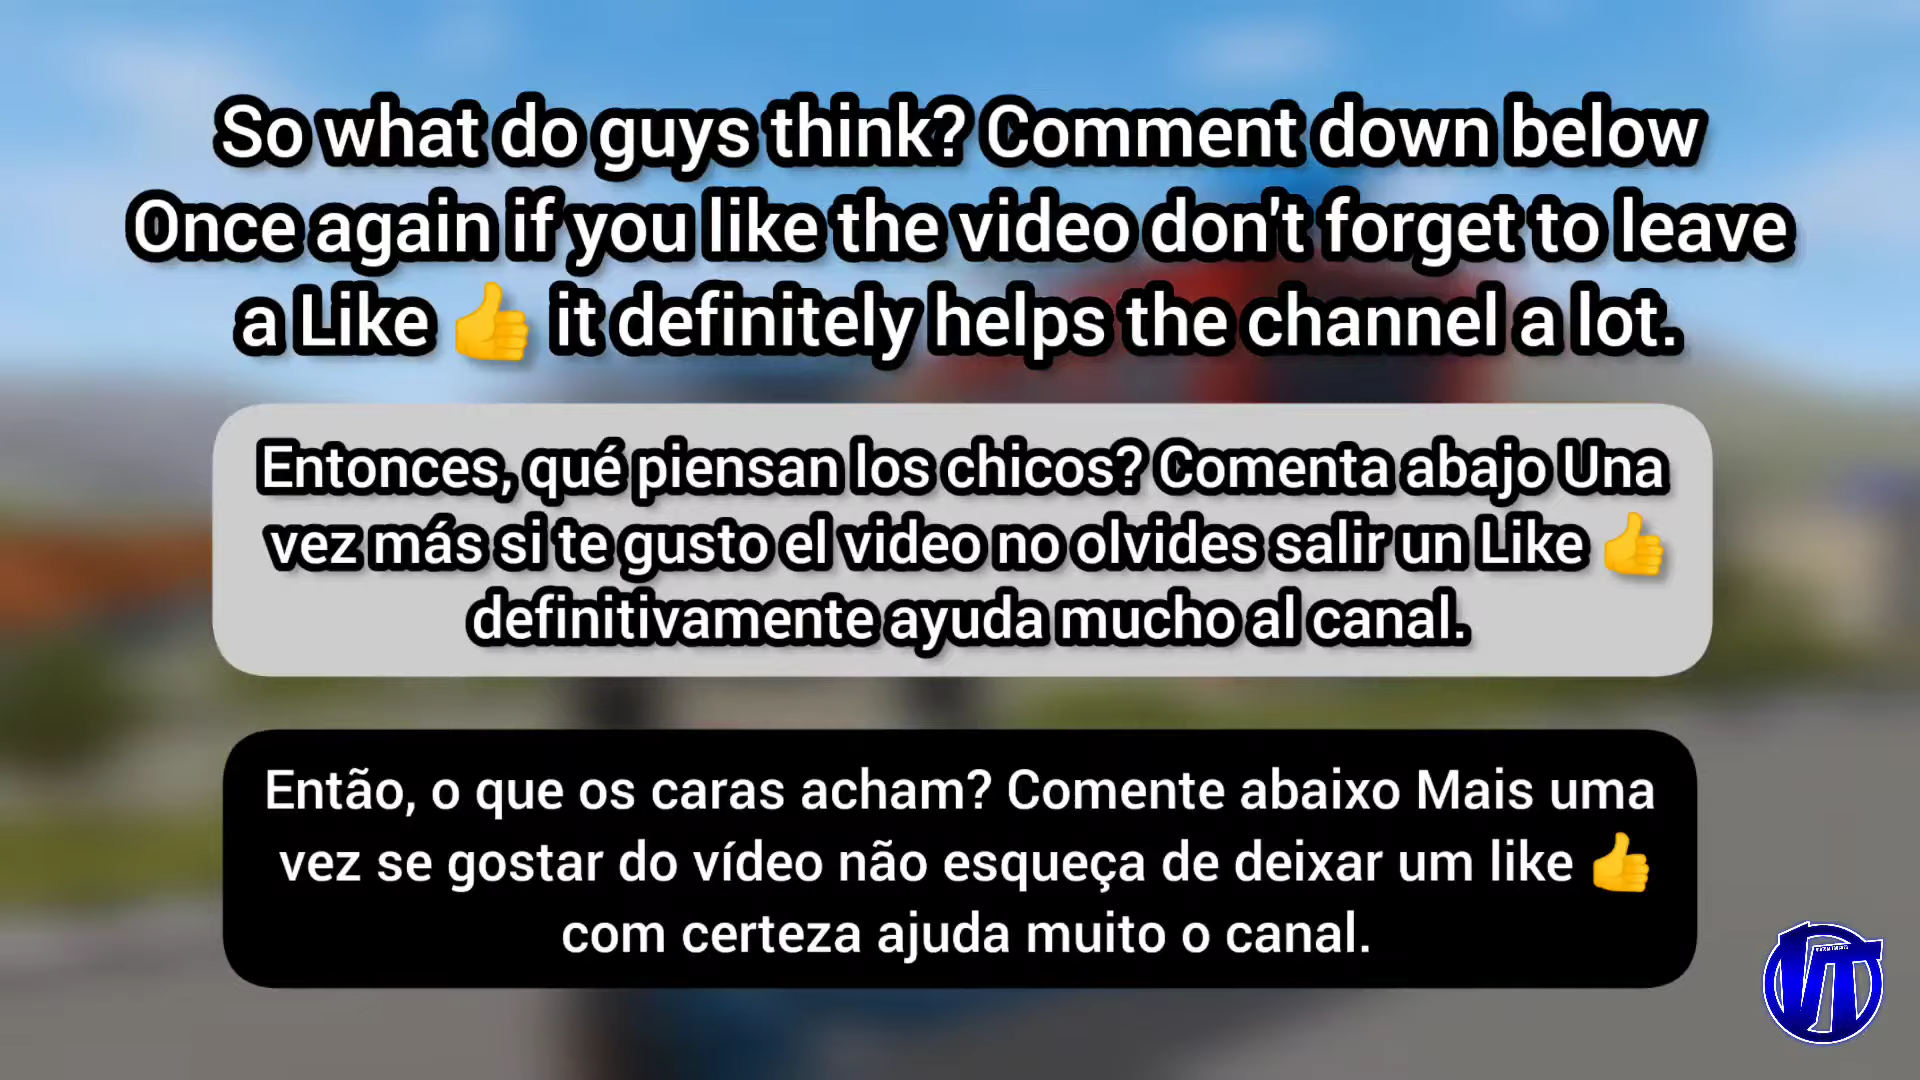 So what do guys think? Comment down below
Once again if you like the video don't forget to leave
a Like 👍 it definitely helps the channel a lot.
Entonces, qué piensan los chicos? Comenta abajo Una
vez más si te gusto el video no olvides salir un Like 👍
definitivamente ayuda mucho al canal.
Então, o que os caras acham? Comente abaixo Mais uma
vez se gostar do vídeo não esqueça de deixar um like 👍
com certeza ajuda muito o canal.
VT